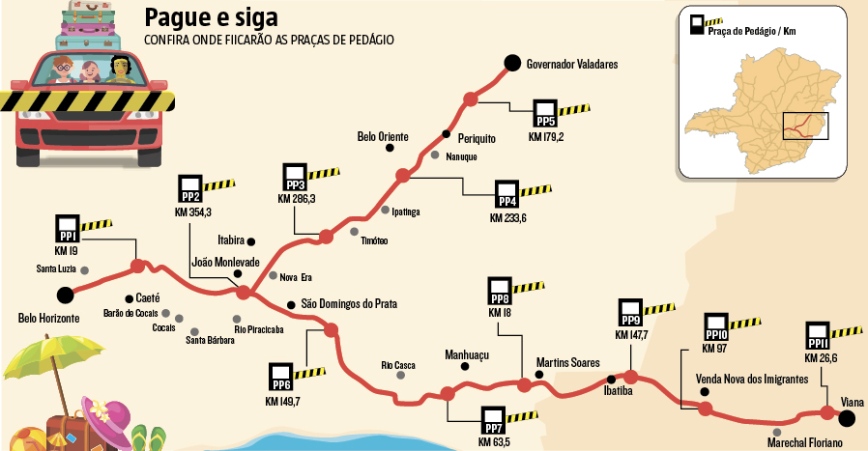 Pague e siga
CONFIRA ONDE FIICARÃO AS PRAÇAS DE PEDÁGIO
Praça de Pedágio / Km
Governador Valadares
PP5
KM 179,2
Belo Oriente
Periquito
Nanuque
PP3
KM 286,3
PP2
KM 354,3
PP4
KM 233,6
Ipatinga
PP1
KM 19
Itabira
Timóteo
João Monlevade
Santa Luzia
Nova Era
PP8
KM 18
Caeté
São Domingos do Prata
Belo Horizonte
Barão de Cocais
Cocais
Rio Piracicaba
Santa Bárbara
PP9
KM 147,7
PP10
KM 97
PP11
KM 26,6
Manhuaçu
Martins Soares
Rio Casca
PP6
KM 149,7
Ibatiba
Venda Nova dos Imigrantes
Viana
PP7
KM 63,5
Marechal Floriano